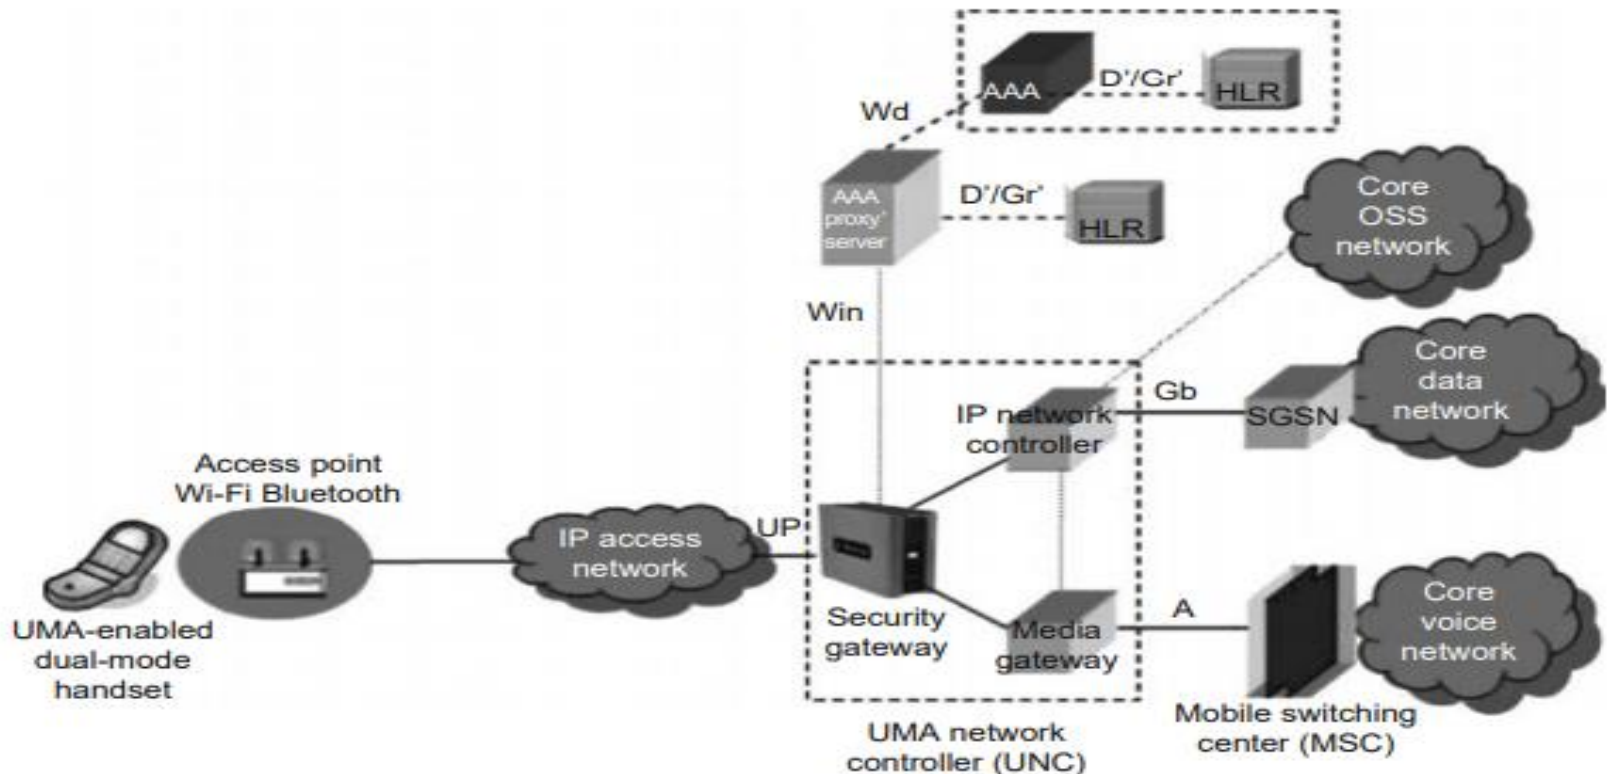 AAA
D'/Gr'
HLR
Wd
AAA
proxy'
server
D'/Gr'
HLR
Core
OSS
network
Win
Core
data
network
Gb
SGSN
IP network
controller
Access point
Wi-Fi Bluetooth
IP access
network
UP
UMA-enabled
dual-mode
handset
Security
gateway
Media
gateway
A
Core
voice
network
UMA network
controller (UNC)
Mobile switching
center (MSC)